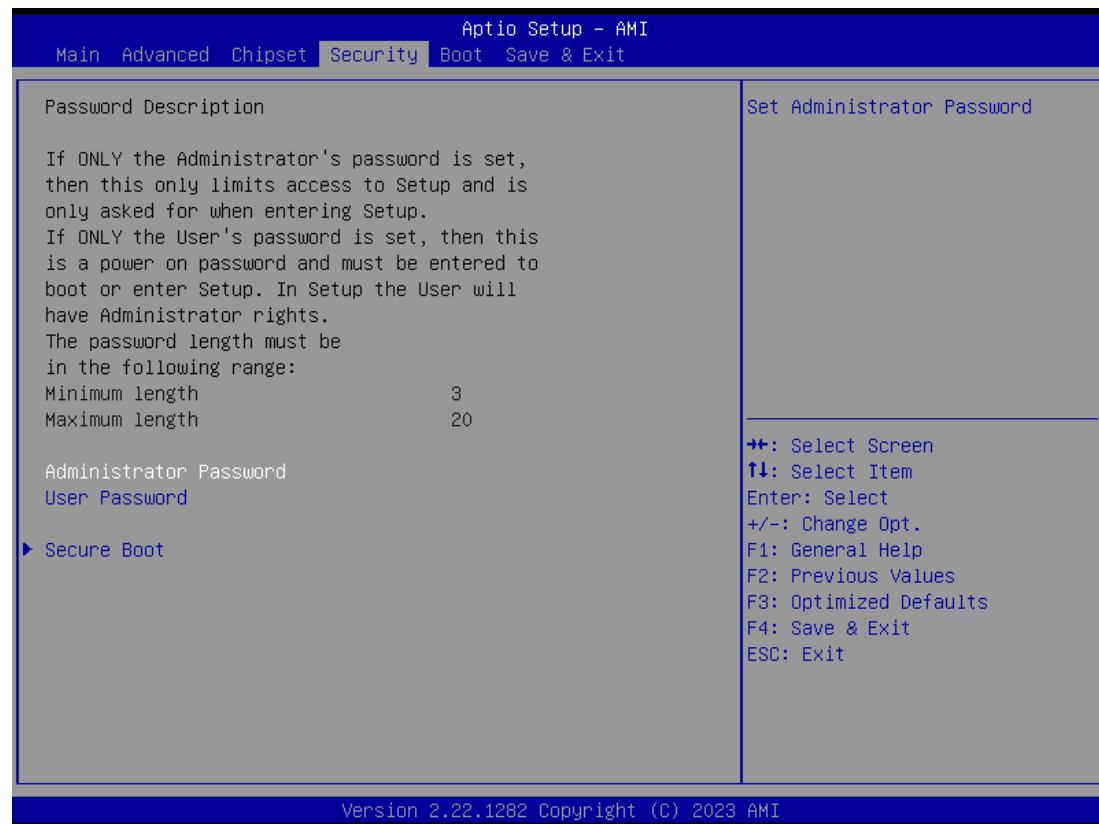 Aptio Setup – AMI
Main Advanced Chipset Security Boot Save & Exit
Password Description
If ONLY the Administrator's password is set,
then this only limits access to Setup and is
only asked for when entering Setup.
If ONLY the User's password is set, then this
is a power on password and must be entered to
boot or enter Setup. In Setup the User will
have Administrator rights.
The password length must be
in the following range:
Minimum length 3
Maximum length 20
Administrator Password
User Password
Secure Boot
Set Administrator Password
→←: Select Screen
↑↓: Select Item
Enter: Select
+/-: Change Opt.
F1: General Help
F2: Previous Values
F3: Optimized Defaults
F4: Save & Exit
ESC: Exit
Version 2.22.1282 Copyright (C) 2023 AMI